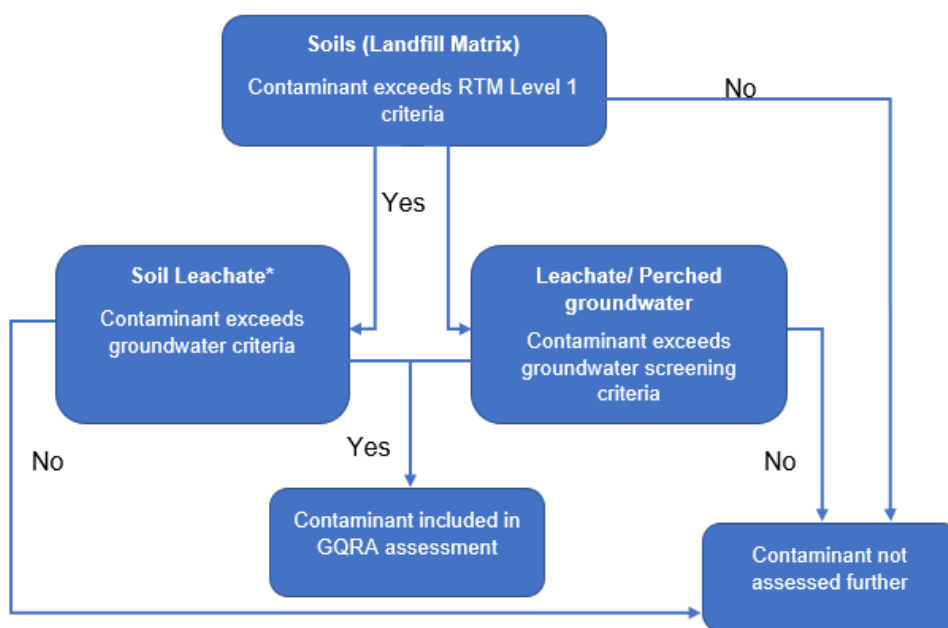 Soils (Landfill Matrix)
Contaminant exceeds RTM Level 1
criteria
No
Yes
Soil Leachate*
Contaminant exceeds
groundwater criteria
Leachate/ Perched
groundwater
Contaminant exceeds
groundwater screening
criteria
No
Yes
No
Contaminant included in
GQRA assessment
Contaminant not
assessed further